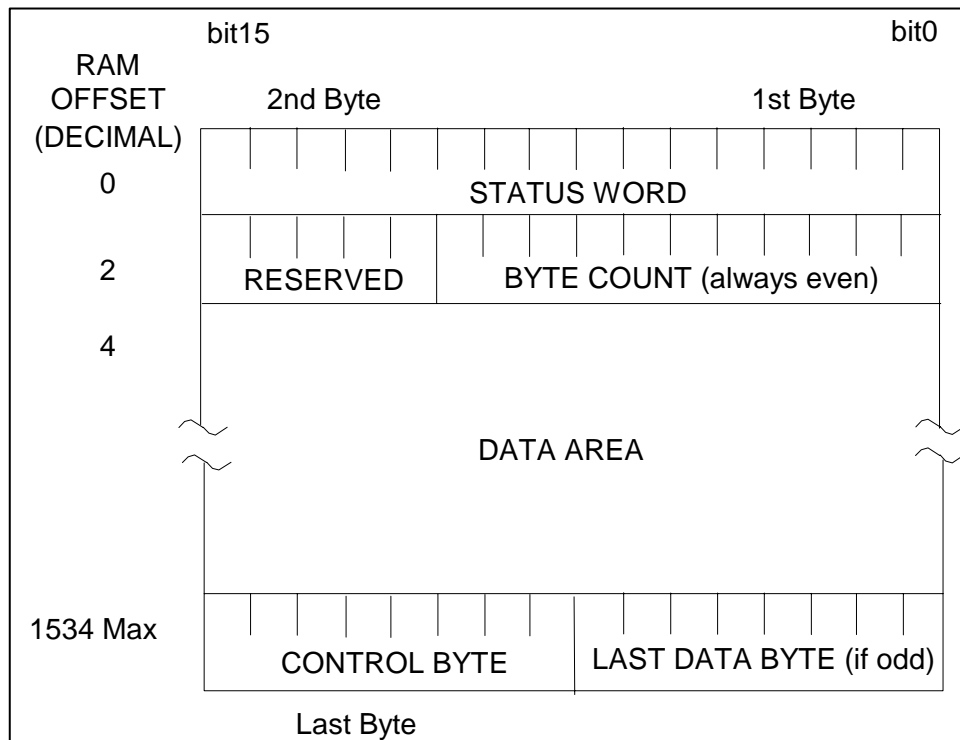 bit15 bit0
RAM
OFFSET
(DECIMAL)
2nd Byte 1st Byte
0 STATUS WORD
2 RESERVED BYTE COUNT (always even)
4
DATA AREA
1534 Max CONTROL BYTE LAST DATA BYTE (if odd)
Last Byte